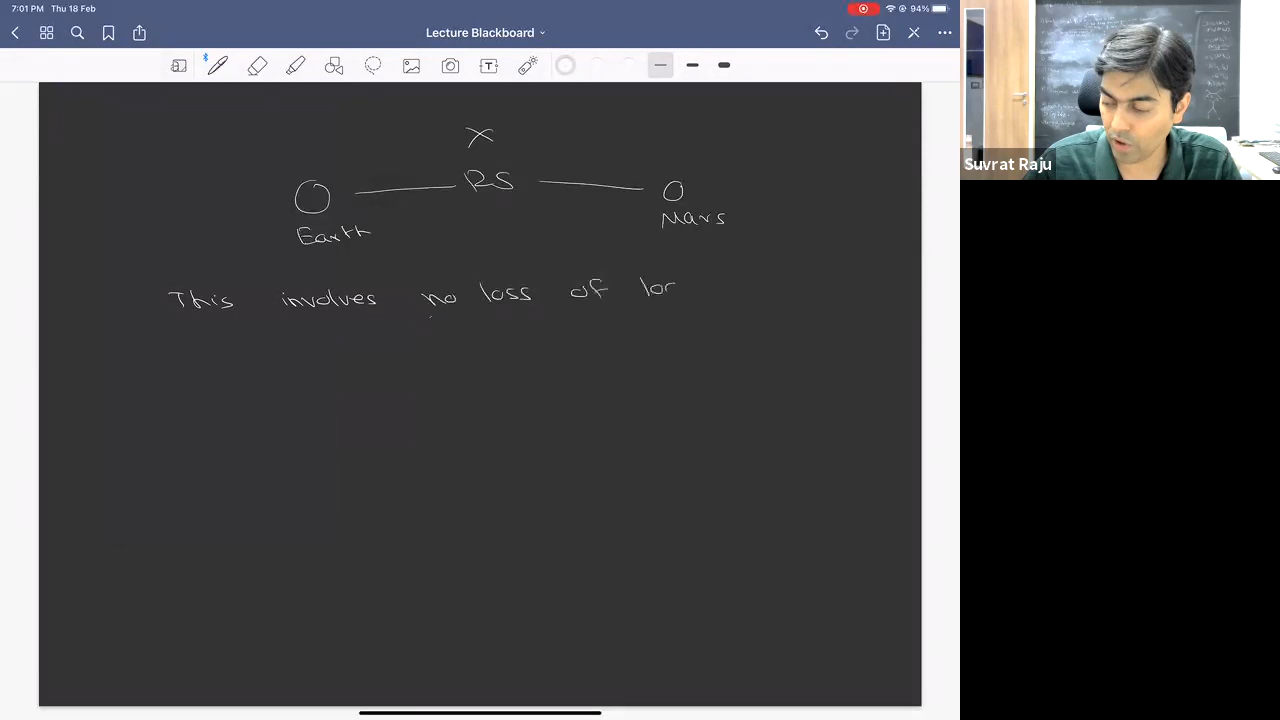 7:01 PM Thu 18 Feb
94%
Lecture Blackboard
T
X
RS
Earth
Mars
This involves no loss of loc
Suvrat Raju